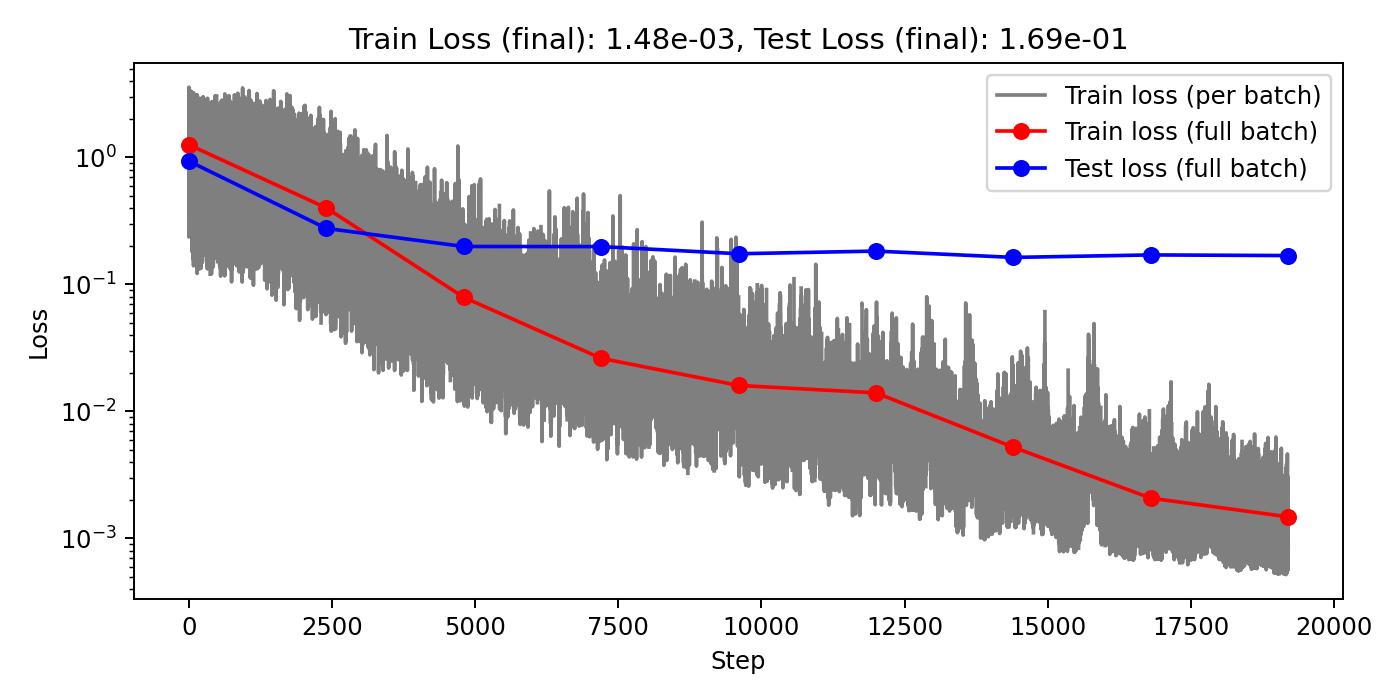 Train Loss (final): 1.48e-03, Test Loss (final): 1.69e-01
Train loss (per batch)
Train loss (full batch)
Test loss (full batch)
Loss
10⁰
10⁻¹
10⁻²
10⁻³
0 2500 5000 7500 10000 12500 15000 17500 20000
Step